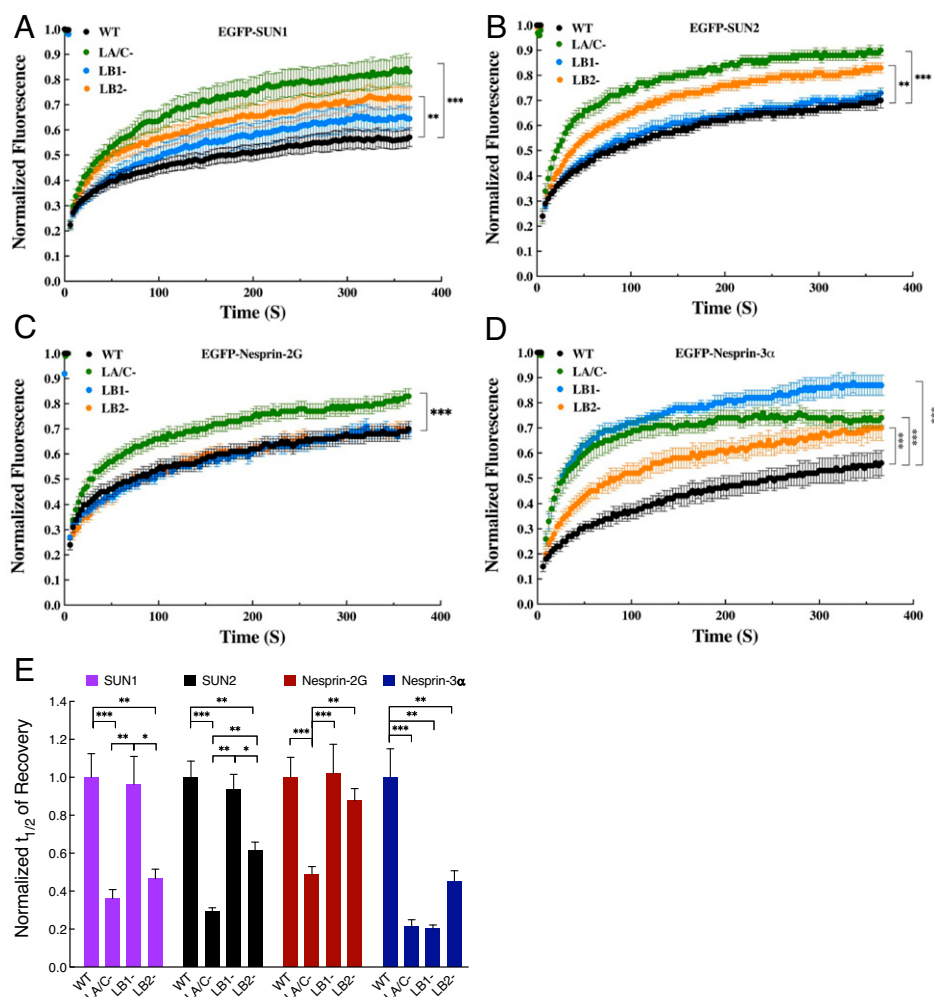 A
EGFP-SUN1
WT
LA/C-
LB1-
LB2-
Normalized Fluorescence
1.0
0.9
0.8
0.7
0.6
0.5
0.4
0.3
0.2
0.1
0.0
0 100 200 300 400
Time (S)
**
***
B
EGFP-SUN2
WT
LA/C-
LB1-
LB2-
Normalized Fluorescence
1.0
0.9
0.8
0.7
0.6
0.5
0.4
0.3
0.2
0.1
0.0
0 100 200 300 400
Time (S)
**
***
C
EGFP-Nesprin-2G
WT
LA/C-
LB1-
LB2-
Normalized Fluorescence
1.0
0.9
0.8
0.7
0.6
0.5
0.4
0.3
0.2
0.1
0.0
0 100 200 300 400
Time (S)
***
D
EGFP-Nesprin-3α
WT
LA/C-
LB1-
LB2-
Normalized Fluorescence
1.0
0.9
0.8
0.7
0.6
0.5
0.4
0.3
0.2
0.1
0.0
0 100 200 300 400
Time (S)
***
***
***
E
SUN1 SUN2 Nesprin-2G Nesprin-3α
Normalized t1/2 of Recovery
1.4
1.2
1.0
0.8
0.6
0.4
0.2
0.0
** ** ** **
*** *** *** ** ***
** * ** ** * ***
WT LA/C- LB1- LB2- WT LA/C- LB1- LB2- WT LA/C- LB1- LB2- WT LA/C- LB1- LB2-